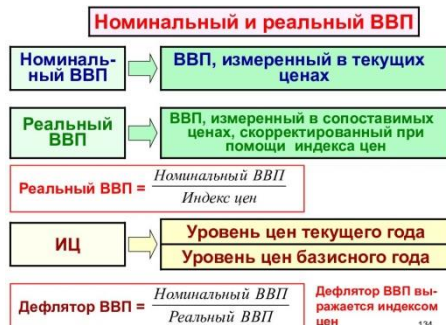 Номинальный и реальный ВВП
Номиналь-
ный ВВП
ВВП, измеренный в текущих
ценах
Реальный
ВВП
ВВП, измеренный в сопоставимых
ценах, скорректированный при
помощи индекса цен
Реальный ВВП = Номинальный ВВП
Индекс цен
ИЦ
Уровень цен текущего года
Уровень цен базисного года
Дефлятор ВВП = Номинальный ВВП
Реальный ВВП
Дефлятор ВВП вы-
ражается индексом
цен
134